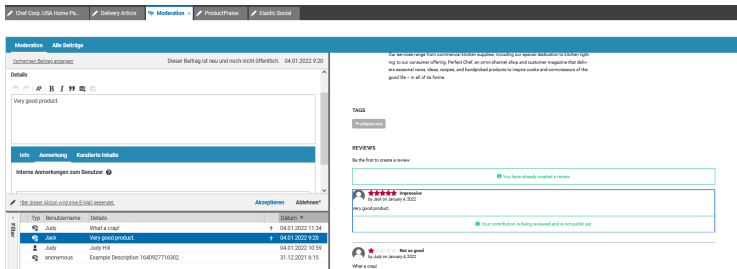 Chef Corp. USA Home Pa...
Delivery Article
Moderation ×
ProductPreise
Elastic Social
Moderation
Alle Beiträge
Vorherigen Beitrag anzeigen
Dieser Beitrag ist neu und noch nicht öffentlich. 04.01.2022 9:20
Details
Very good product.
Info
Anmerkung
Kuratierte Inhalte
Interne Anmerkungen zum Benutzer
*Bei dieser Aktion wird eine E-Mail gesendet.
Akzeptieren
Ablehnen*
Filter
Typ Benutzername Details Datum
Judy What a crap! † 04.01.2022 11:34
Jack Very good product. † 04.01.2022 9:20
Judy Judy Hill 04.01.2022 10:59
anonymous Example Description 1640927716302 31.12.2021 6:15
Our services range from commercial kitchen supplies, including our special dedication to kitchen light-
ing; to our consumer offering, Perfect Chef, an omni-channel shop and customer magazine that deliv-
ers seasonal news, ideas, recipes, and handpicked products to inspire cooks and connoisseurs of the
good life – in all of its forms.
TAGS
Professionals
REVIEWS
Be the first to create a review
You have already created a review.
Impressive
by Jack on January 4, 2022
Very good product.
Your contribution is being reviewed and is not public yet.
Not so good
by Judy on January 4, 2022
What a crap!